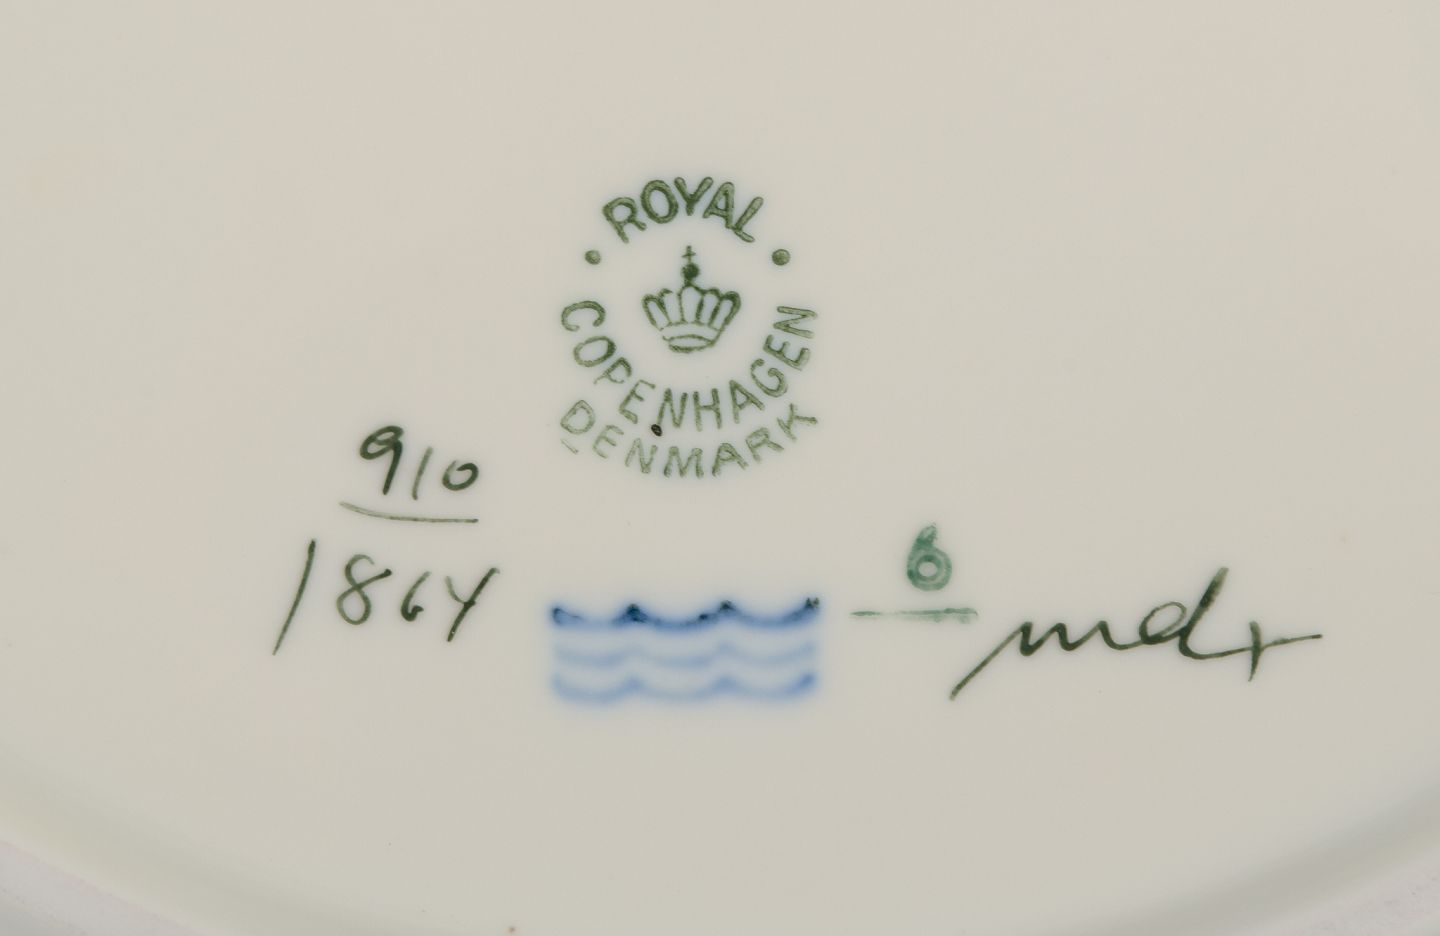 ROYAL
COPENHAGEN
DENMARK
910
1864
6